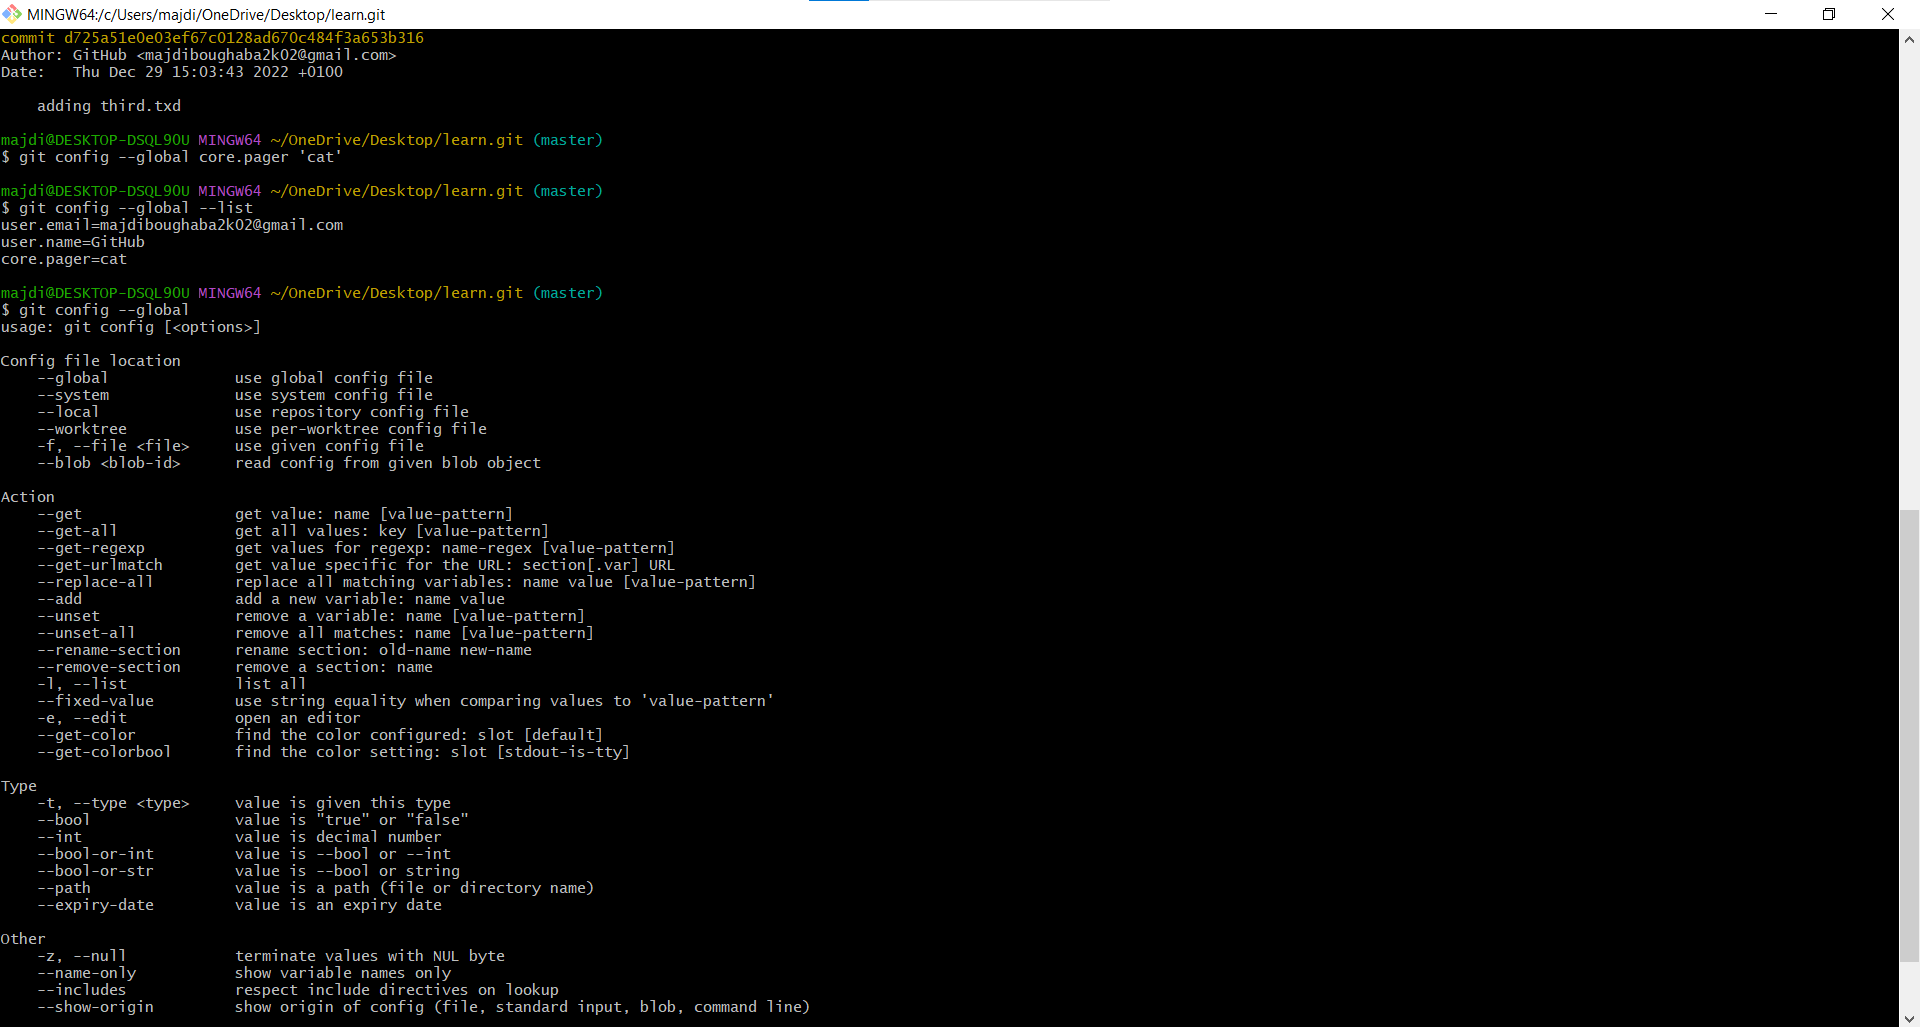 MINGW64:/c/Users/majdi/OneDrive/Desktop/learn.git
commit d725a51e0e03ef67c0128ad670c484f3a653b316
Author: GitHub <majdiboughaba2k02@gmail.com>
Date:   Thu Dec 29 15:03:43 2022 +0100
    adding third.txd
majdi@DESKTOP-DSQL90U MINGW64 ~/OneDrive/Desktop/learn.git (master)
$ git config --global core.pager 'cat'
majdi@DESKTOP-DSQL90U MINGW64 ~/OneDrive/Desktop/learn.git (master)
$ git config --global --list
user.email=majdiboughaba2k02@gmail.com
user.name=GitHub
core.pager=cat
majdi@DESKTOP-DSQL90U MINGW64 ~/OneDrive/Desktop/learn.git (master)
$ git config --global
usage: git config [<options>]
Config file location
    --global              use global config file
    --system              use system config file
    --local               use repository config file
    --worktree            use per-worktree config file
    -f, --file <file>     use given config file
    --blob <blob-id>      read config from given blob object
Action
    --get                 get value: name [value-pattern]
    --get-all             get all values: key [value-pattern]
    --get-regexp          get values for regexp: name-regex [value-pattern]
    --get-urlmatch        get value specific for the URL: section[.var] URL
    --replace-all         replace all matching variables: name value [value-pattern]
    --add                 add a new variable: name value
    --unset               remove a variable: name [value-pattern]
    --unset-all           remove all matches: name [value-pattern]
    --rename-section      rename section: old-name new-name
    --remove-section      remove a section: name
    -l, --list            list all
    --fixed-value         use string equality when comparing values to 'value-pattern'
    -e, --edit            open an editor
    --get-color           find the color configured: slot [default]
    --get-colorbool       find the color setting: slot [stdout-is-tty]
Type
    -t, --type <type>     value is given this type
    --bool                value is "true" or "false"
    --int                 value is decimal number
    --bool-or-int         value is --bool or --int
    --bool-or-str         value is --bool or string
    --path                value is a path (file or directory name)
    --expiry-date         value is an expiry date
Other
    -z, --null            terminate values with NUL byte
    --name-only           show variable names only
    --includes            respect include directives on lookup
    --show-origin         show origin of config (file, standard input, blob, command line)